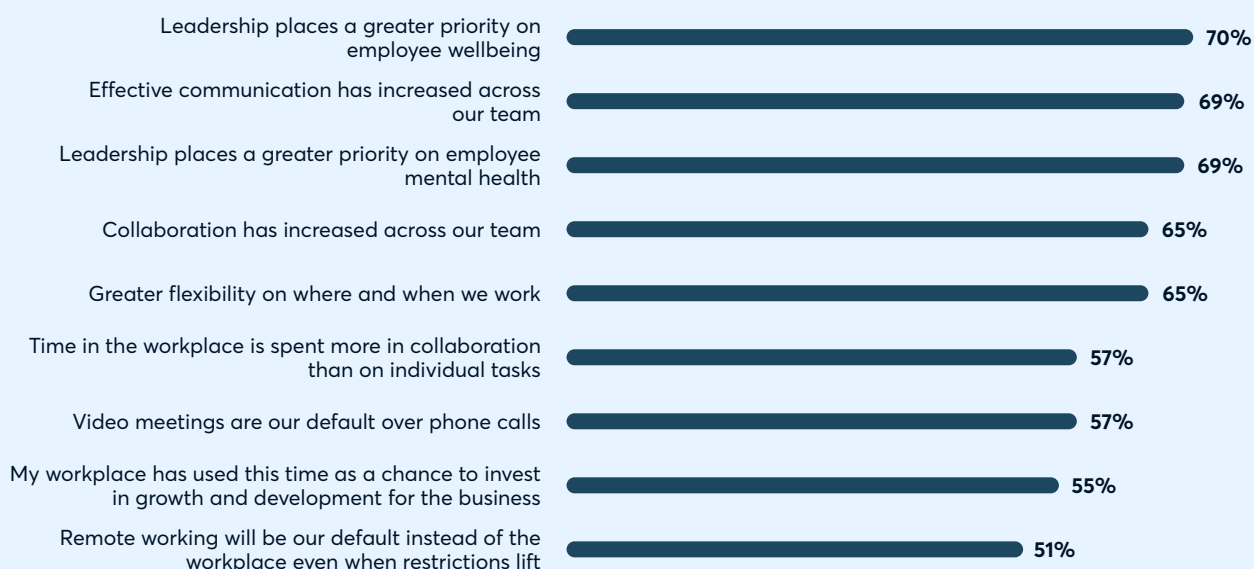 Leadership places a greater priority on
employee wellbeing
70%
Effective communication has increased across
our team
69%
Leadership places a greater priority on employee
mental health
69%
Collaboration has increased across our team
65%
Greater flexibility on where and when we work
65%
Time in the workplace is spent more in collaboration
than on individual tasks
57%
Video meetings are our default over phone calls
57%
My workplace has used this time as a chance to invest
in growth and development for the business
55%
Remote working will be our default instead of the
workplace even when restrictions lift
51%